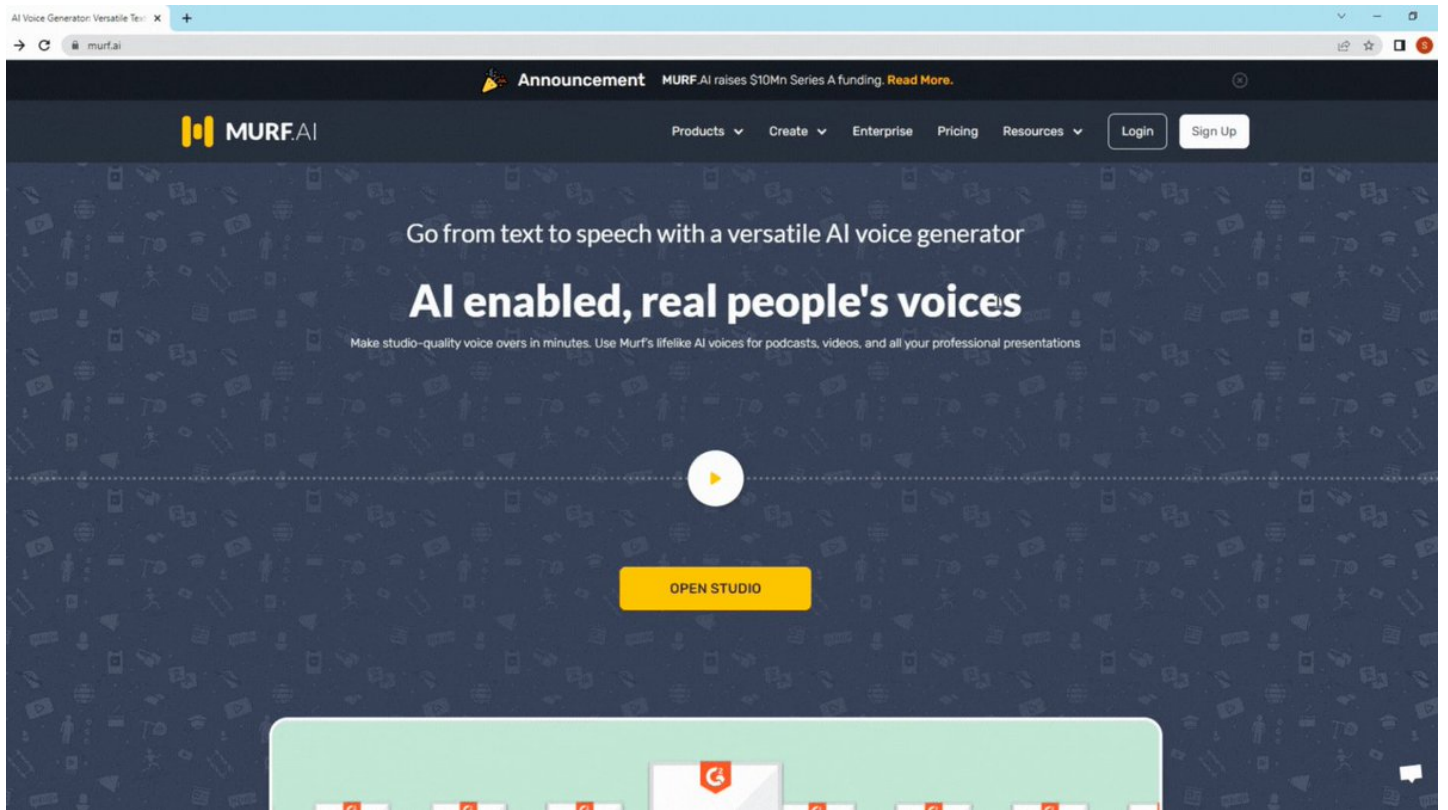 AI Voice Generator: Versatile Tex
murf.ai
S
Announcement MURF.AI raises $10Mn Series A funding. Read More.
MURF.AI
Products Create Enterprise Pricing Resources Login Sign Up
Go from text to speech with a versatile AI voice generator
AI enabled, real people's voices
Make studio-quality voice overs in minutes. Use Murf's lifelike AI voices for podcasts, videos, and all your professional presentations
OPEN STUDIO